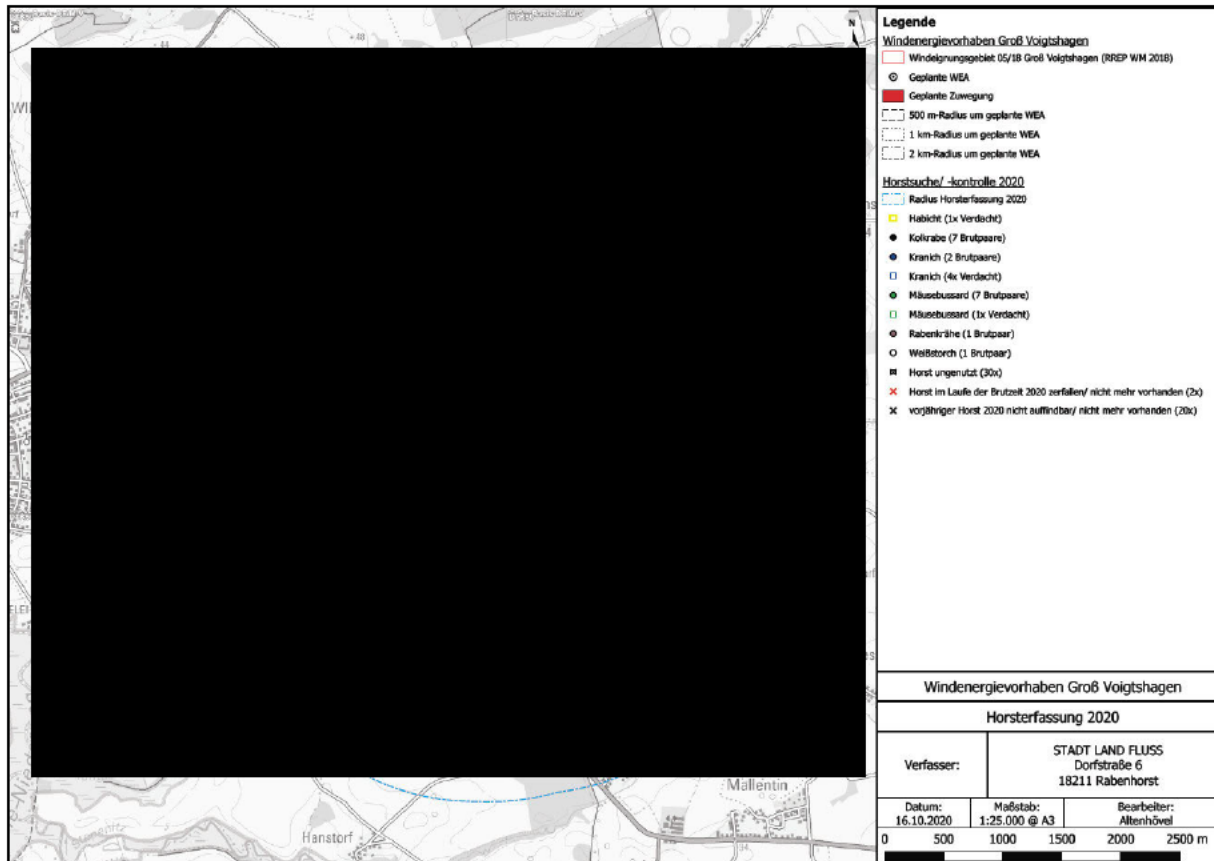 N
Hanstorf
Mallentin
Legende
Windenergievorhaben Groß Voigtshagen
Windeignungsgebiet 05/18 Groß Voigtshagen (RREP WM 2018)
Geplante WEA
Geplante Zuwegung
500 m-Radius um geplante WEA
1 km-Radius um geplante WEA
2 km-Radius um geplante WEA
Horstsuche/ -kontrolle 2020
Radius Horsterfassung 2020
Habicht (1x Verdacht)
Kolkrabe (7 Brutpaare)
Kranich (2 Brutpaare)
Kranich (4x Verdacht)
Mäusebussard (7 Brutpaare)
Mäusebussard (1x Verdacht)
Rabenkrähe (1 Brutpaar)
Weißstorch (1 Brutpaar)
Horst ungenutzt (30x)
Horst im Laufe der Brutzeit 2020 zerfallen/ nicht mehr vorhanden (2x)
vorjähriger Horst 2020 nicht auffindbar/ nicht mehr vorhanden (20x)
Windenergievorhaben Groß Voigtshagen
Horsterfassung 2020
Verfasser:
STADT LAND FLUSS
Dorfstraße 6
18211 Rabenhorst
Datum:
16.10.2020
Maßstab:
1:25.000 @ A3
Bearbeiter:
Altenhövel
0 500 1000 1500 2000 2500 m